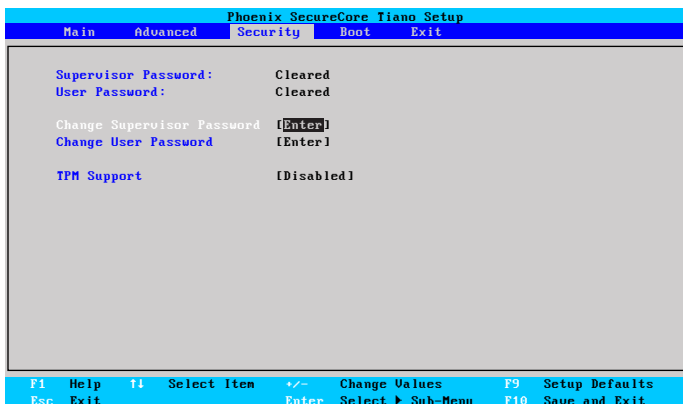 Phoenix SecureCore Tiano Setup
Main Advanced Security Boot Exit
Supervisor Password: Cleared
User Password: Cleared
Change Supervisor Password [Enter]
Change User Password [Enter]
TPM Support [Disabled]
F1 Help ↑↓ Select Item +/- Change Values F9 Setup Defaults
Esc Exit Enter Select ▶ Sub-Menu F10 Save and Exit